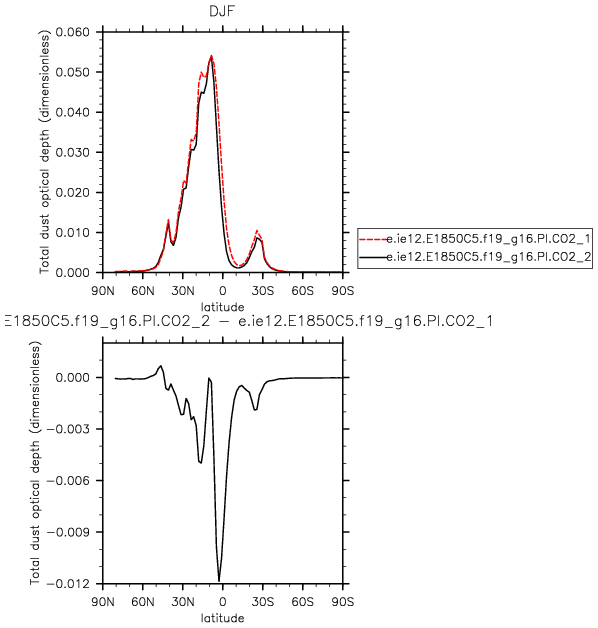 DJF
Total dust optical depth (dimensionless)
0.060
0.050
0.040
0.030
0.020
0.010
0.000
90N 60N 30N 0 30S 60S 90S
latitude
e.ie12.E1850C5.f19_g16.PI.CO2_1
e.ie12.E1850C5.f19_g16.PI.CO2_2
E1850C5.f19_g16.PI.CO2_2 − e.ie12.E1850C5.f19_g16.PI.CO2_1
Total dust optical depth (dimensionless)
0.000
−0.003
−0.006
−0.009
−0.012
90N 60N 30N 0 30S 60S 90S
latitude